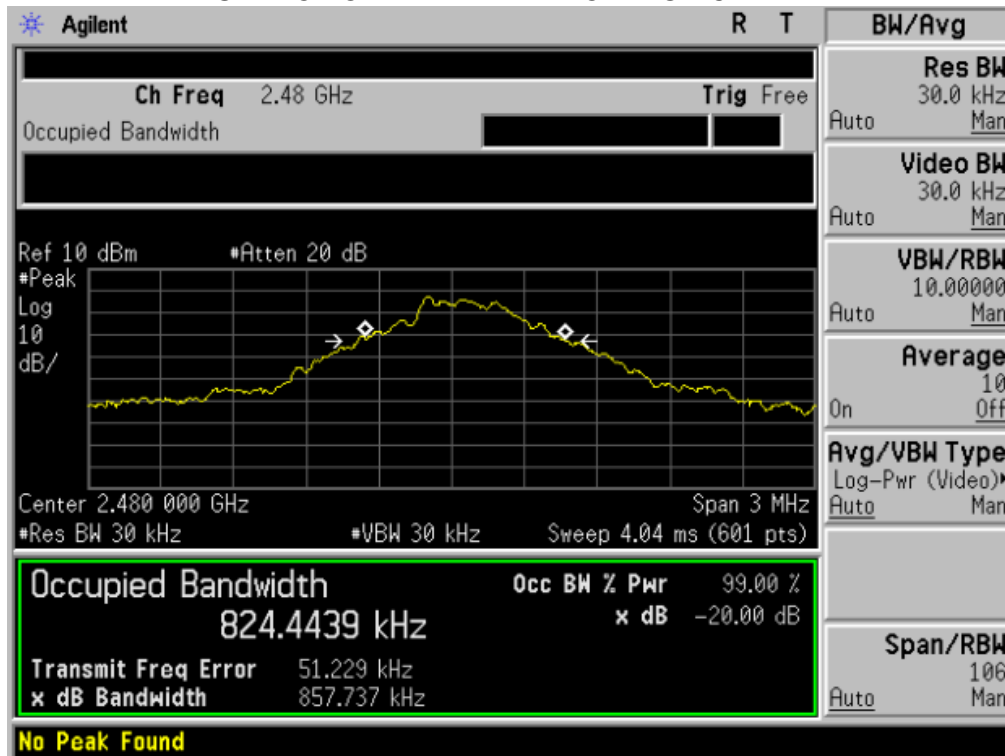 Agilent R T
BW/Avg
Ch Freq 2.48 GHz Trig Free
Occupied Bandwidth
Ref 10 dBm #Atten 20 dB
#Peak
Log
10
dB/
Center 2.480 000 GHz Span 3 MHz
#Res BW 30 kHz #VBW 30 kHz Sweep 4.04 ms (601 pts)
Occupied Bandwidth
824.4439 kHz
Occ BW % Pwr 99.00 %
x dB -20.00 dB
Transmit Freq Error 51.229 kHz
x dB Bandwidth 857.737 kHz
No Peak Found
Res BW
30.0 kHz
Auto Man
Video BW
30.0 kHz
Auto Man
VBW/RBW
10.00000
Auto Man
Average
10
On Off
Avg/VBW Type
Log-Pwr (Video)
Auto Man
Span/RBW
106
Auto Man